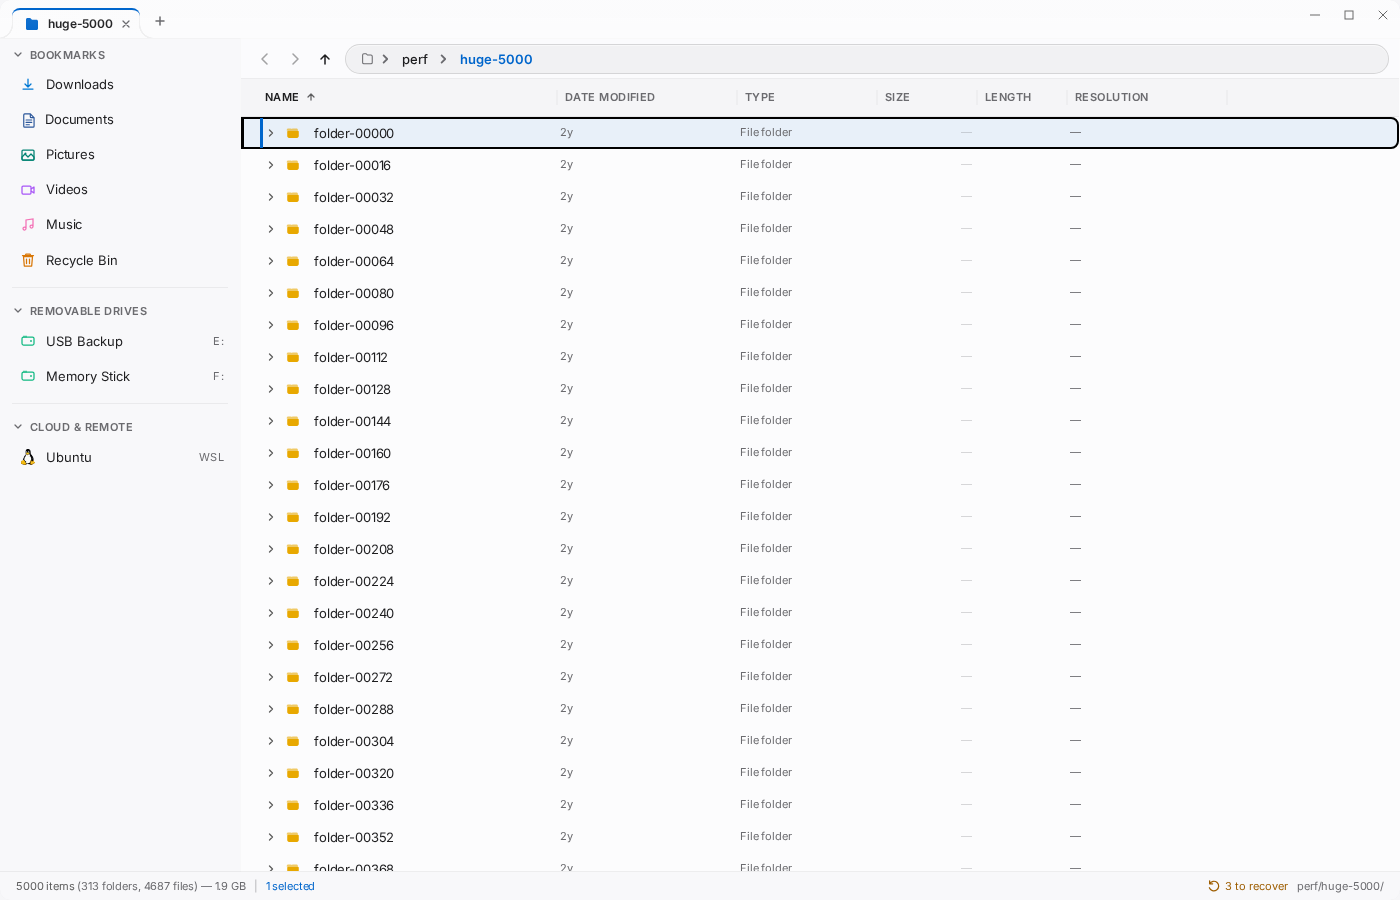 huge-5000
BOOKMARKS
Downloads
Documents
Pictures
Videos
Music
Recycle Bin
REMOVABLE DRIVES
USB Backup E:
Memory Stick F:
CLOUD & REMOTE
Ubuntu WSL
perf huge-5000
NAME DATE MODIFIED TYPE SIZE LENGTH RESOLUTION
folder-00000 2y File folder — —
folder-00016 2y File folder — —
folder-00032 2y File folder — —
folder-00048 2y File folder — —
folder-00064 2y File folder — —
folder-00080 2y File folder — —
folder-00096 2y File folder — —
folder-00112 2y File folder — —
folder-00128 2y File folder — —
folder-00144 2y File folder — —
folder-00160 2y File folder — —
folder-00176 2y File folder — —
folder-00192 2y File folder — —
folder-00208 2y File folder — —
folder-00224 2y File folder — —
folder-00240 2y File folder — —
folder-00256 2y File folder — —
folder-00272 2y File folder — —
folder-00288 2y File folder — —
folder-00304 2y File folder — —
folder-00320 2y File folder — —
folder-00336 2y File folder — —
folder-00352 2y File folder — —
folder-00368 2y File folder — —
5000 items (313 folders, 4687 files) — 1.9 GB | 1 selected
3 to recover perf/huge-5000/